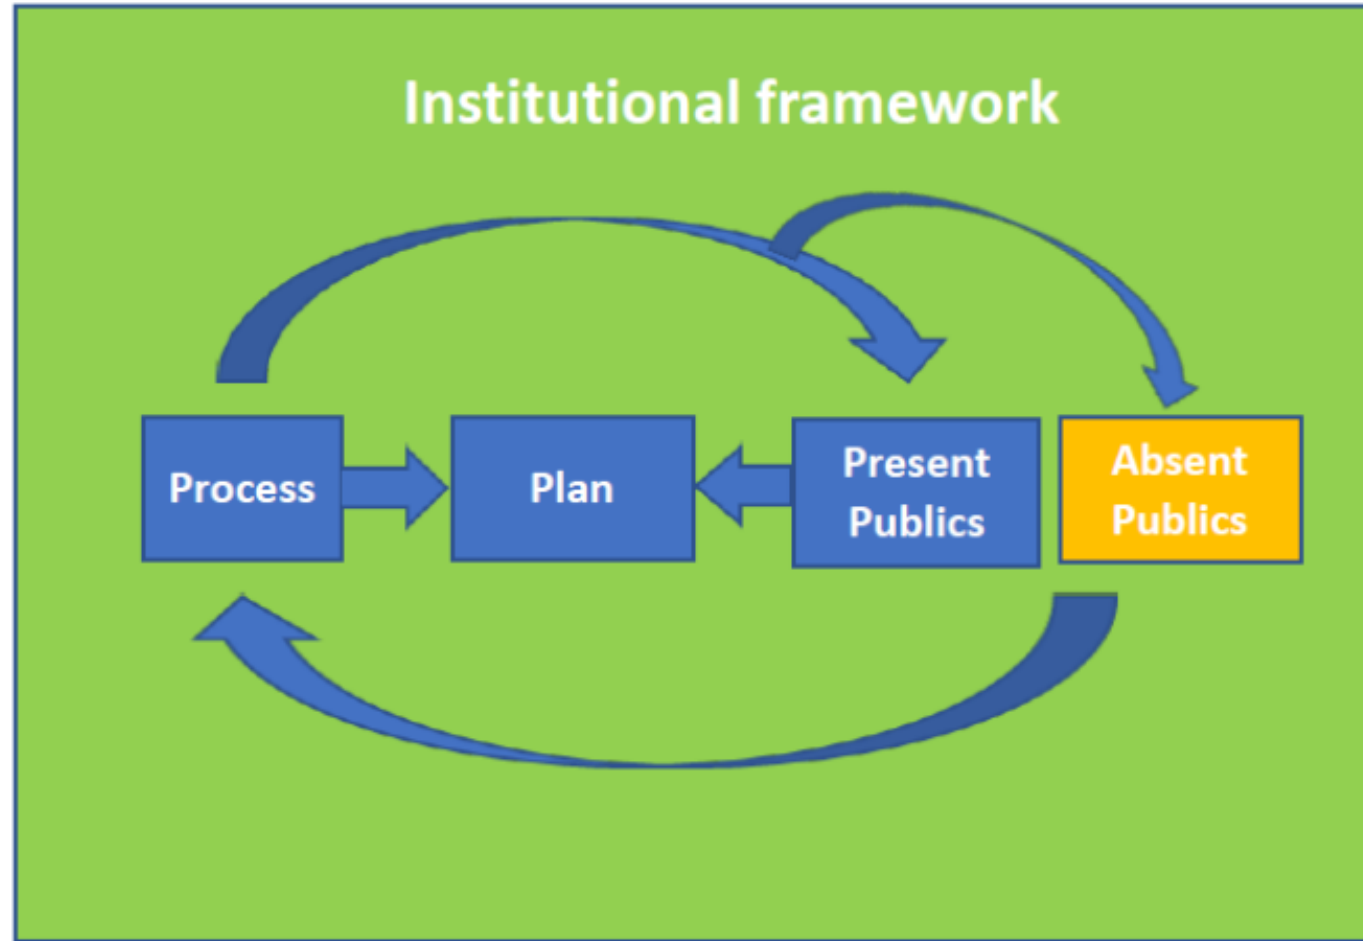 Institutional framework
Process
Plan
Present
Publics
Absent
Publics